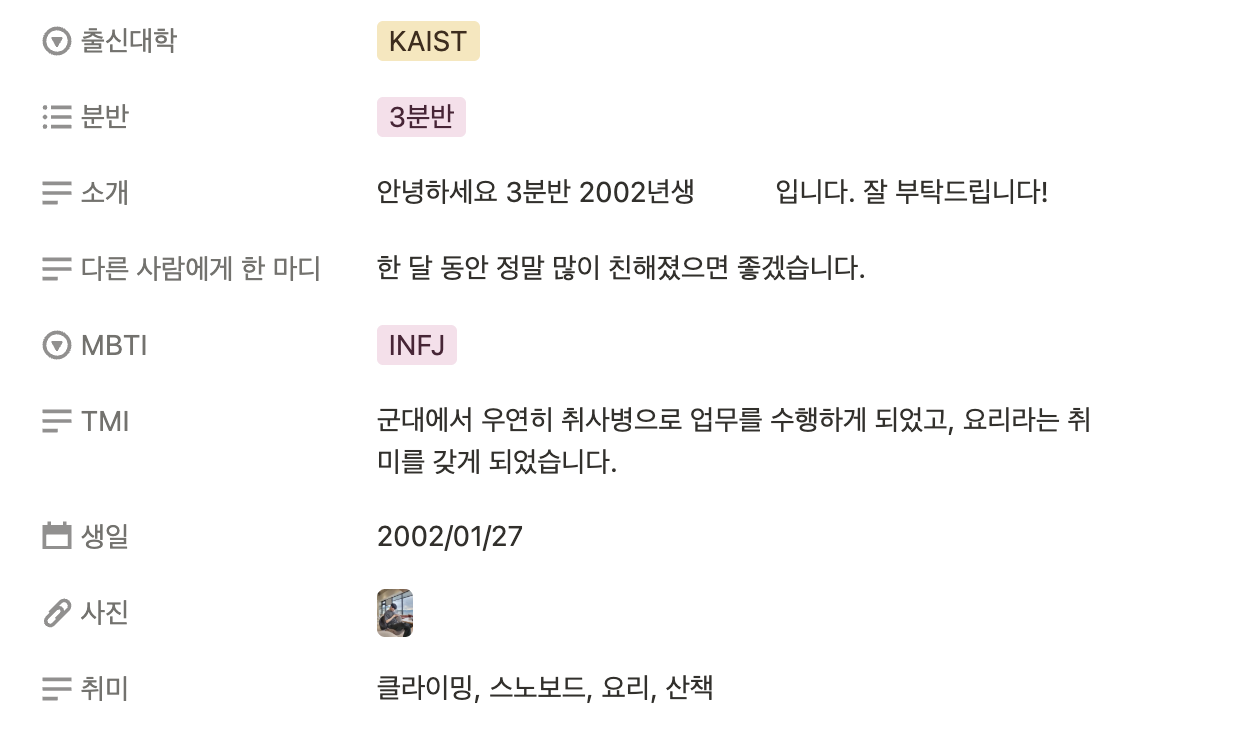 출신대학 KAIST
분반 3분반
소개 안녕하세요 3분반 2002년생 입니다. 잘 부탁드립니다!
다른 사람에게 한 마디 한 달 동안 정말 많이 친해졌으면 좋겠습니다.
MBTI INFJ
TMI 군대에서 우연히 취사병으로 업무를 수행하게 되었고, 요리라는 취
미를 갖게 되었습니다.
생일 2002/01/27
사진
취미 클라이밍, 스노보드, 요리, 산책